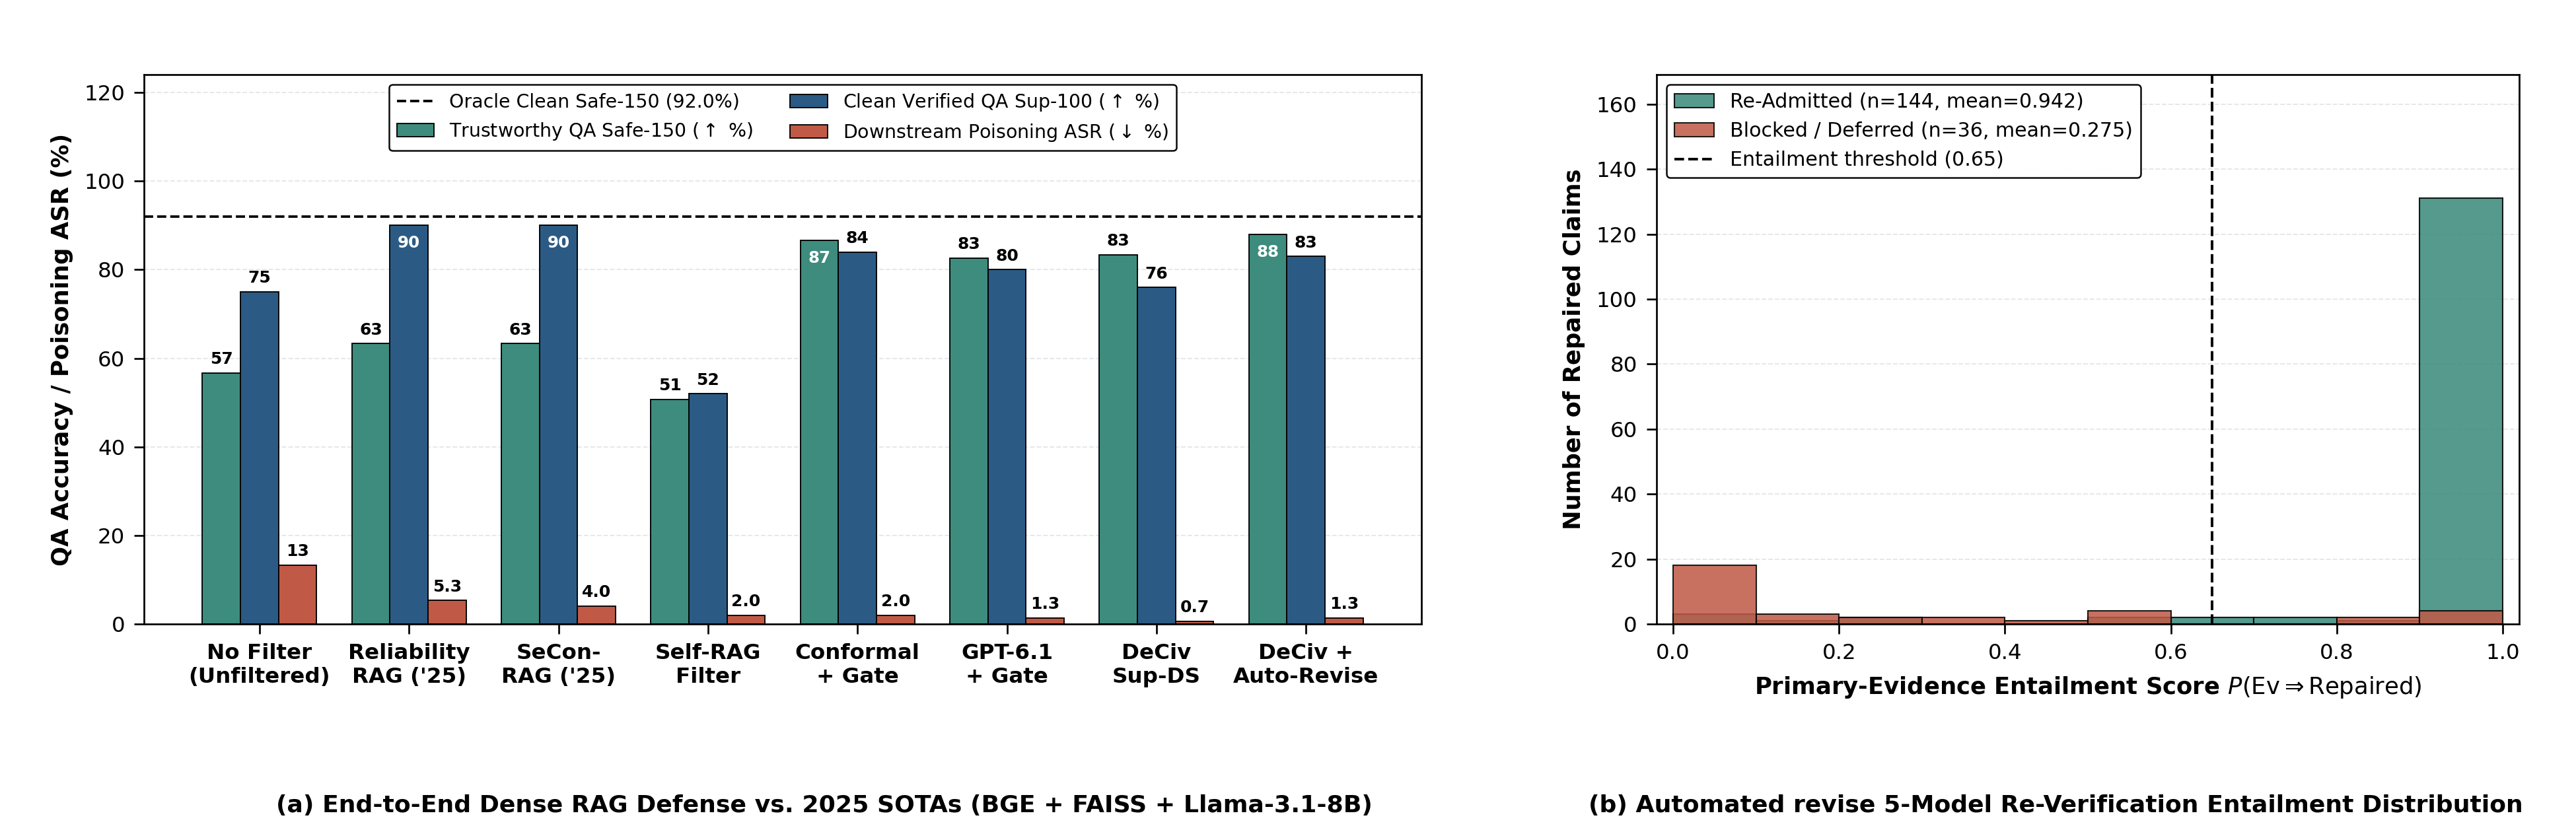 120
100
80
60
40
20
0
QA Accuracy / Poisoning ASR (%)
Oracle Clean Safe-150 (92.0%)
Trustworthy QA Safe-150 (↑ %)
Clean Verified QA Sup-100 (↑ %)
Downstream Poisoning ASR (↓ %)
57 75 13
63 90 5.3
63 90 4.0
51 52 2.0
87 84 2.0
83 80 1.3
83 76 0.7
88 83 1.3
No Filter
(Unfiltered)
Reliability
RAG ('25)
SeCon-
RAG ('25)
Self-RAG
Filter
Conformal
+ Gate
GPT-6.1
+ Gate
DeCiv
Sup-DS
DeCiv +
Auto-Revise
(a) End-to-End Dense RAG Defense vs. 2025 SOTAs (BGE + FAISS + Llama-3.1-8B)
160
140
120
100
80
60
40
20
0
Number of Repaired Claims
Re-Admitted (n=144, mean=0.942)
Blocked / Deferred (n=36, mean=0.275)
Entailment threshold (0.65)
0.0 0.2 0.4 0.6 0.8 1.0
Primary-Evidence Entailment Score P(Ev⇒Repaired)
(b) Automated revise 5-Model Re-Verification Entailment Distribution